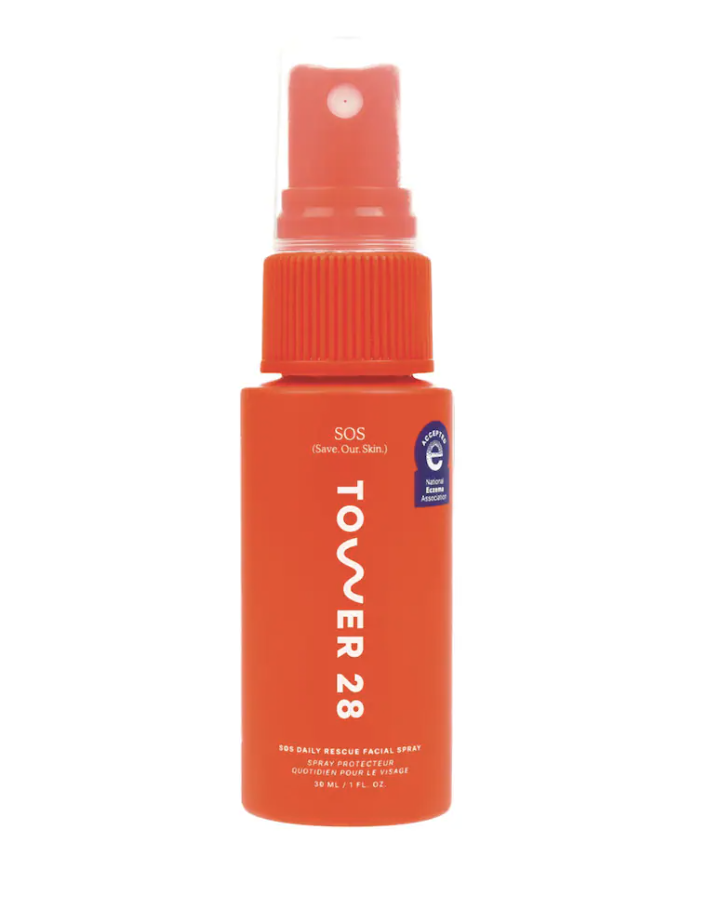 SOS
(Save. Our. Skin.)
ACCEPTED
e
National
Eczema
Association
TOWER 28
SOS DAILY RESCUE FACIAL SPRAY
SPRAY PROTECTEUR
QUOTIDIEN POUR LE VISAGE
30 ML / 1 FL. OZ.